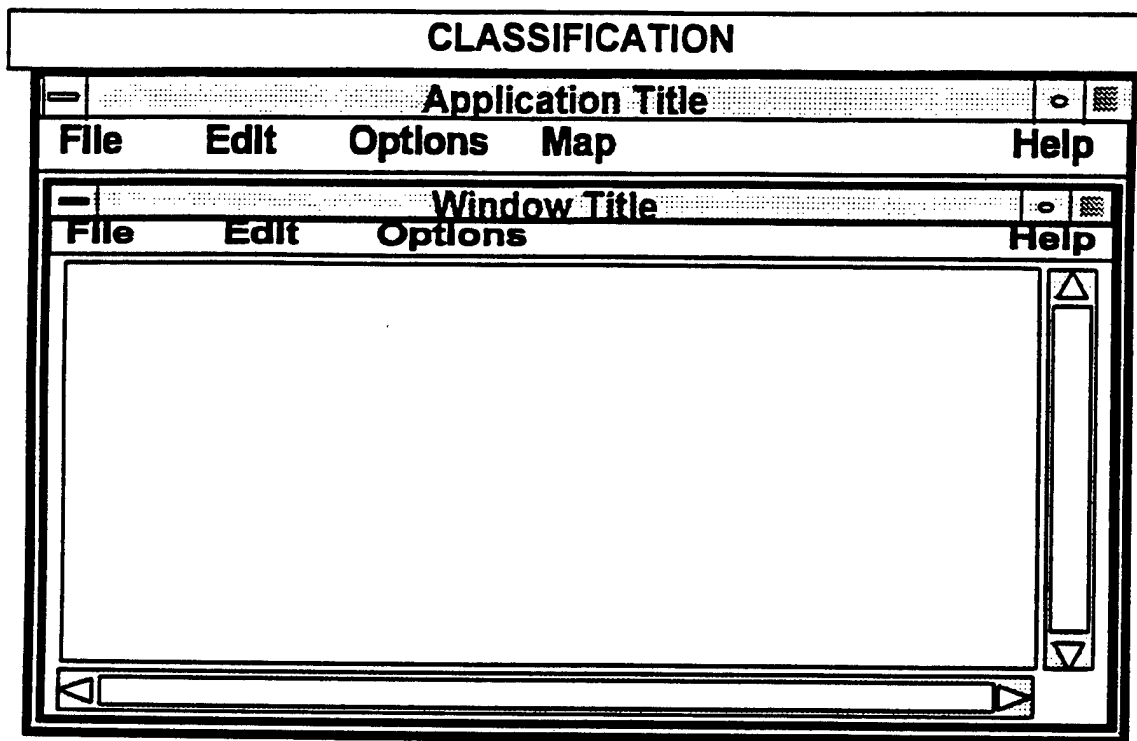 CLASSIFICATION
Application Title
File Edit Options Map Help
Window Title
File Edit Options Help